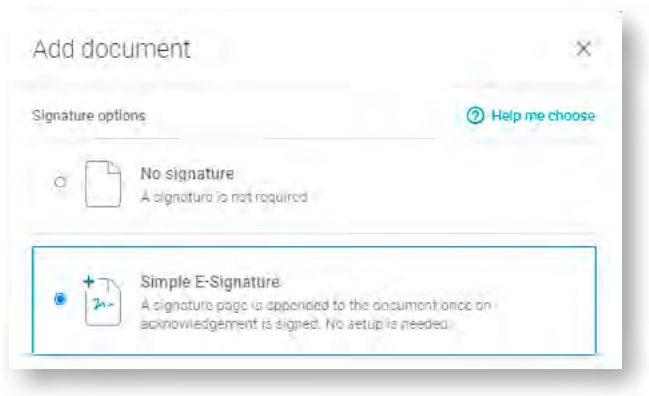 Add document
Signature options
Help me choose
No signature
A signature is not required
Simple E-Signature
A signature page is appended to the document once an
acknowledgement is signed. No setup is needed.